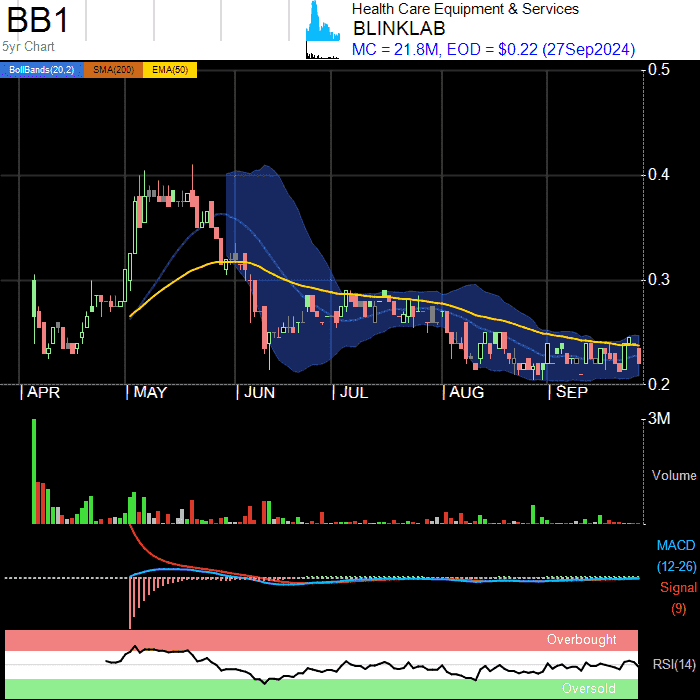 BB1
5yr Chart
Health Care Equipment & Services
BLINKLAB
MC = 21.8M, EOD = $0.22 (27Sep2024)
BollBands(20,2) SMA(200) EMA(50)
0.5
0.4
0.3
0.2
APR MAY JUN JUL AUG SEP
3M
Volume
MACD
(12-26)
Signal
(9)
Overbought
RSI(14)
Oversold